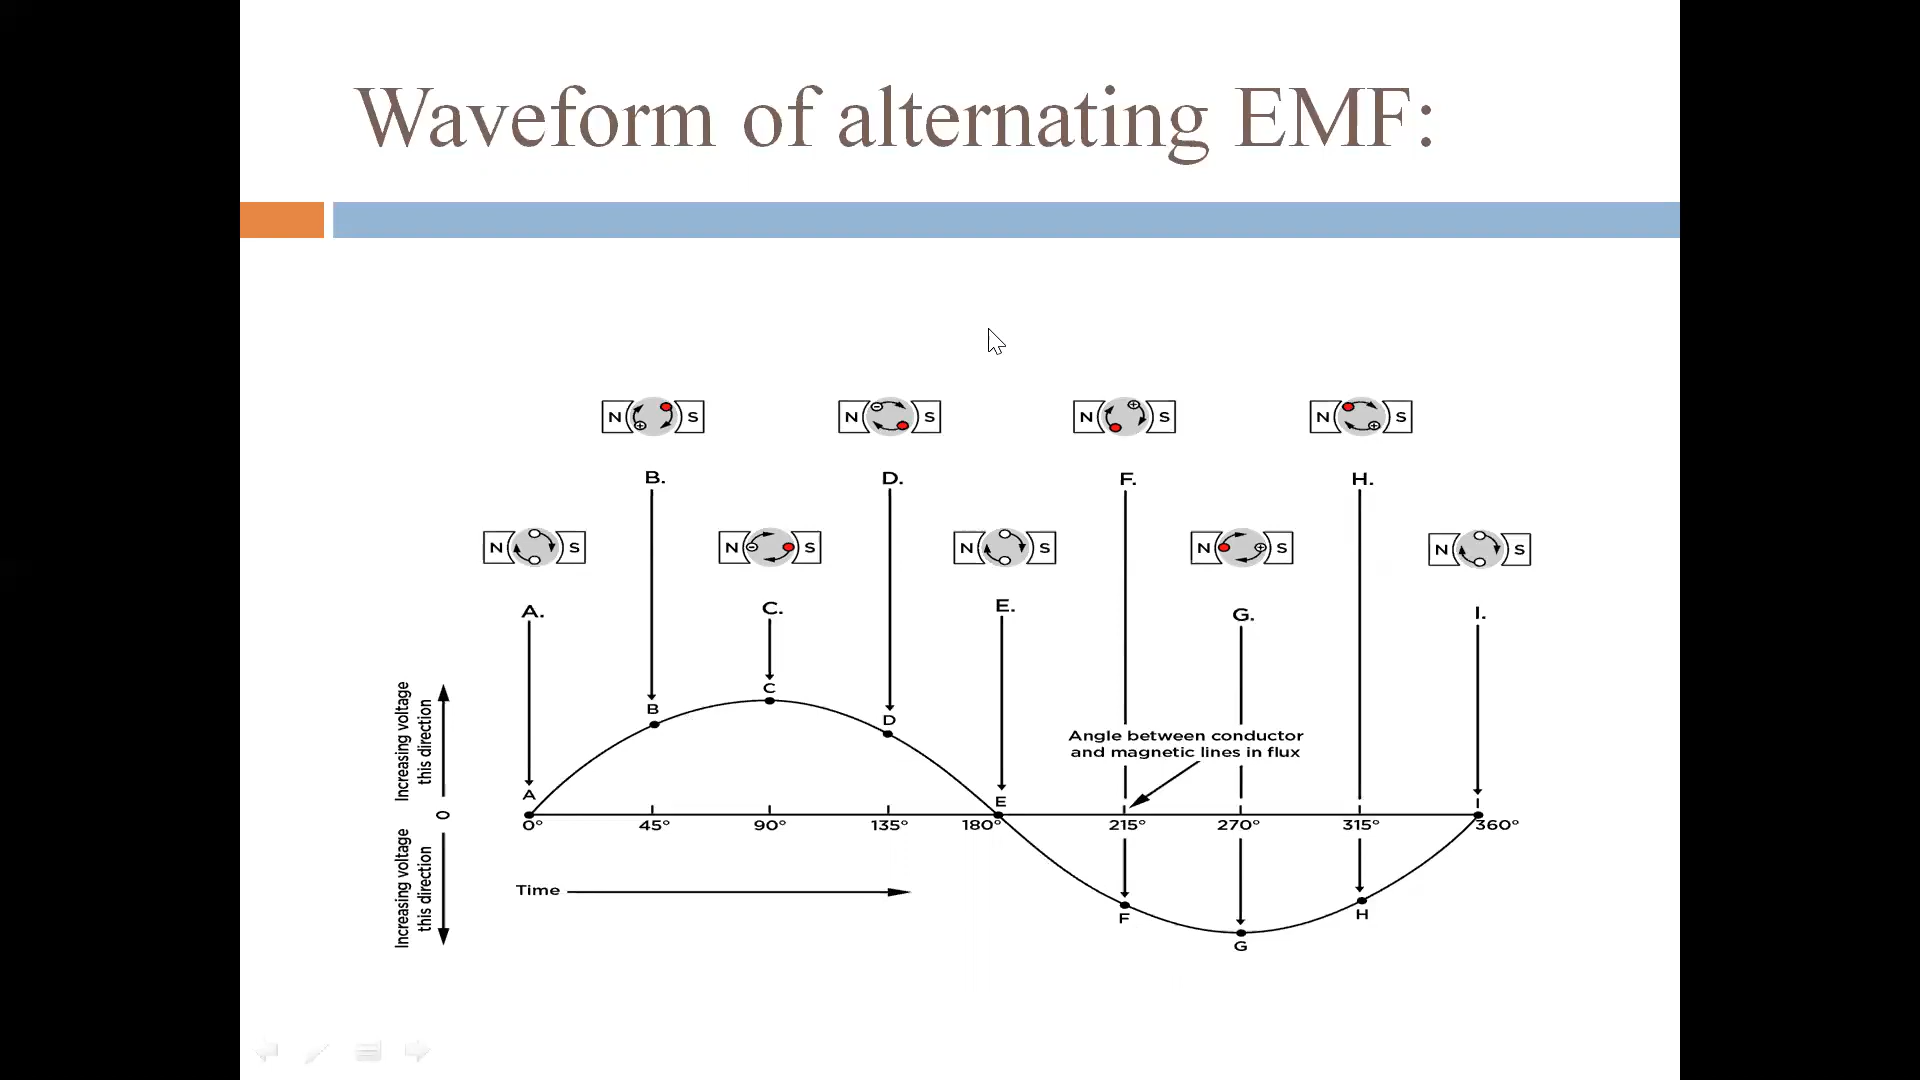 Waveform of alternating EMF:
N S
N S
N S
N S
B.
D.
F.
H.
N S
N S
N S
N S
N S
A.
C.
E.
G.
I.
Increasing voltage
this direction
0
Increasing voltage
this direction
A
B
C
D
E
Angle between conductor
and magnetic lines in flux
I
0° 45° 90° 135° 180° 215° 270° 315° 360°
Time
F
G
H